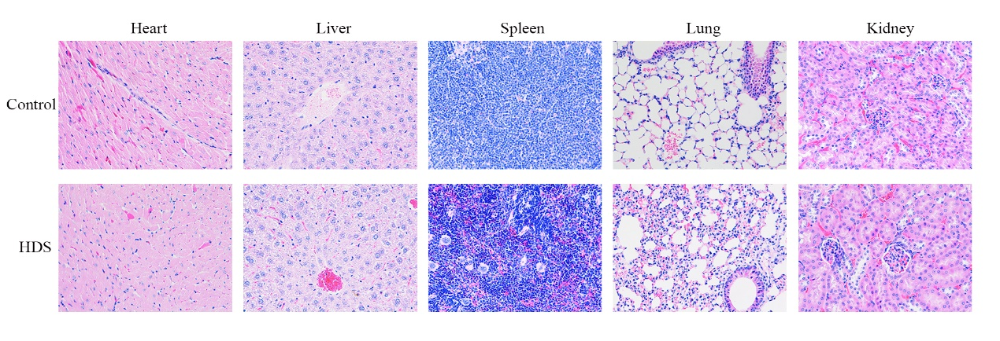 Heart Liver Spleen Lung Kidney
Control
HDS